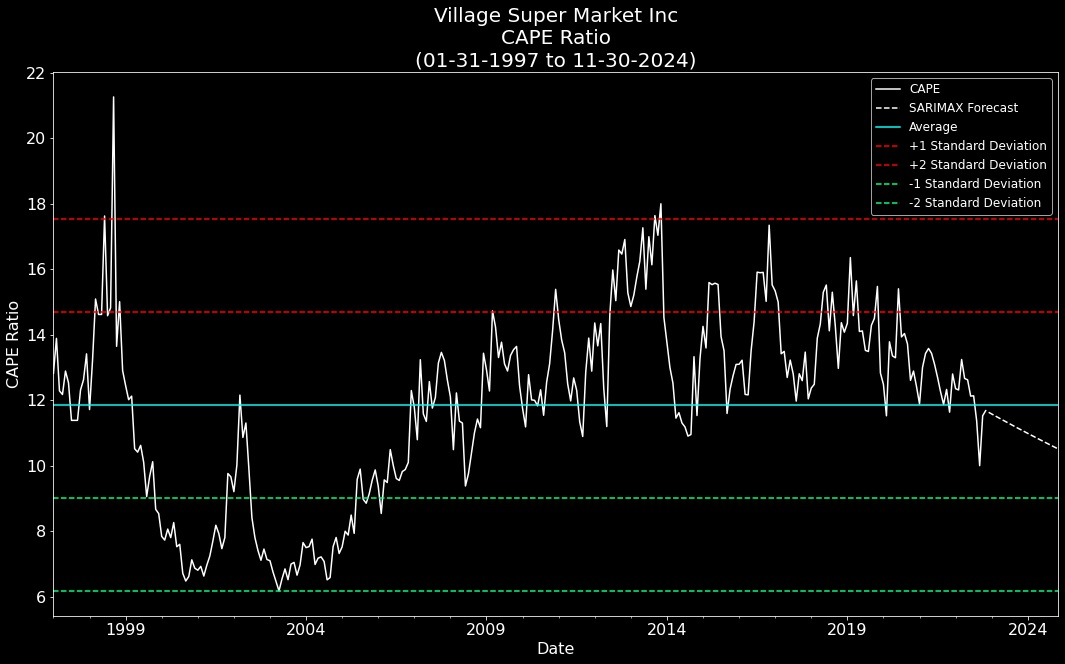 Village Super Market Inc
CAPE Ratio
(01-31-1997 to 11-30-2024)
CAPE
SARIMAX Forecast
Average
+1 Standard Deviation
+2 Standard Deviation
-1 Standard Deviation
-2 Standard Deviation
CAPE Ratio
22
20
18
16
14
12
10
8
6
1999 2004 2009 2014 2019 2024
Date